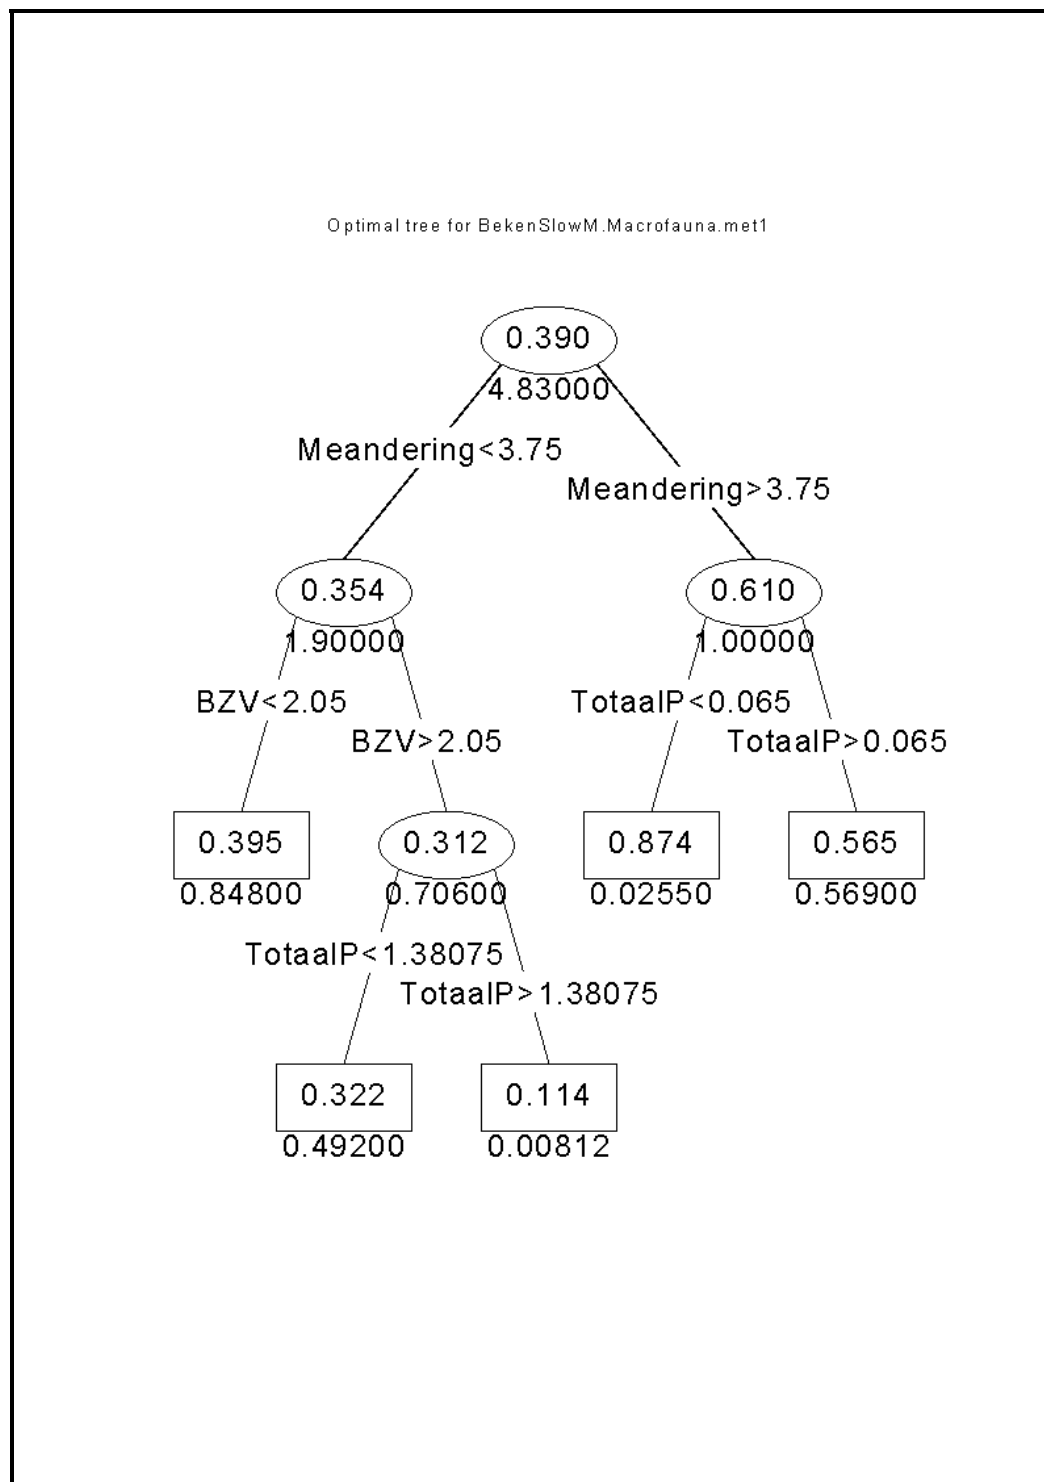 Optimal tree for BekenSlowM.Macrofauna.met1
0.390
4.83000
Meandering<3.75
Meandering>3.75
0.354
1.90000
0.610
1.00000
BZV<2.05
BZV>2.05
TotaalP<0.065
TotaalP>0.065
0.395
0.84800
0.312
0.70600
0.874
0.02550
0.565
0.56900
TotaalP<1.38075
TotaalP>1.38075
0.322
0.49200
0.114
0.00812